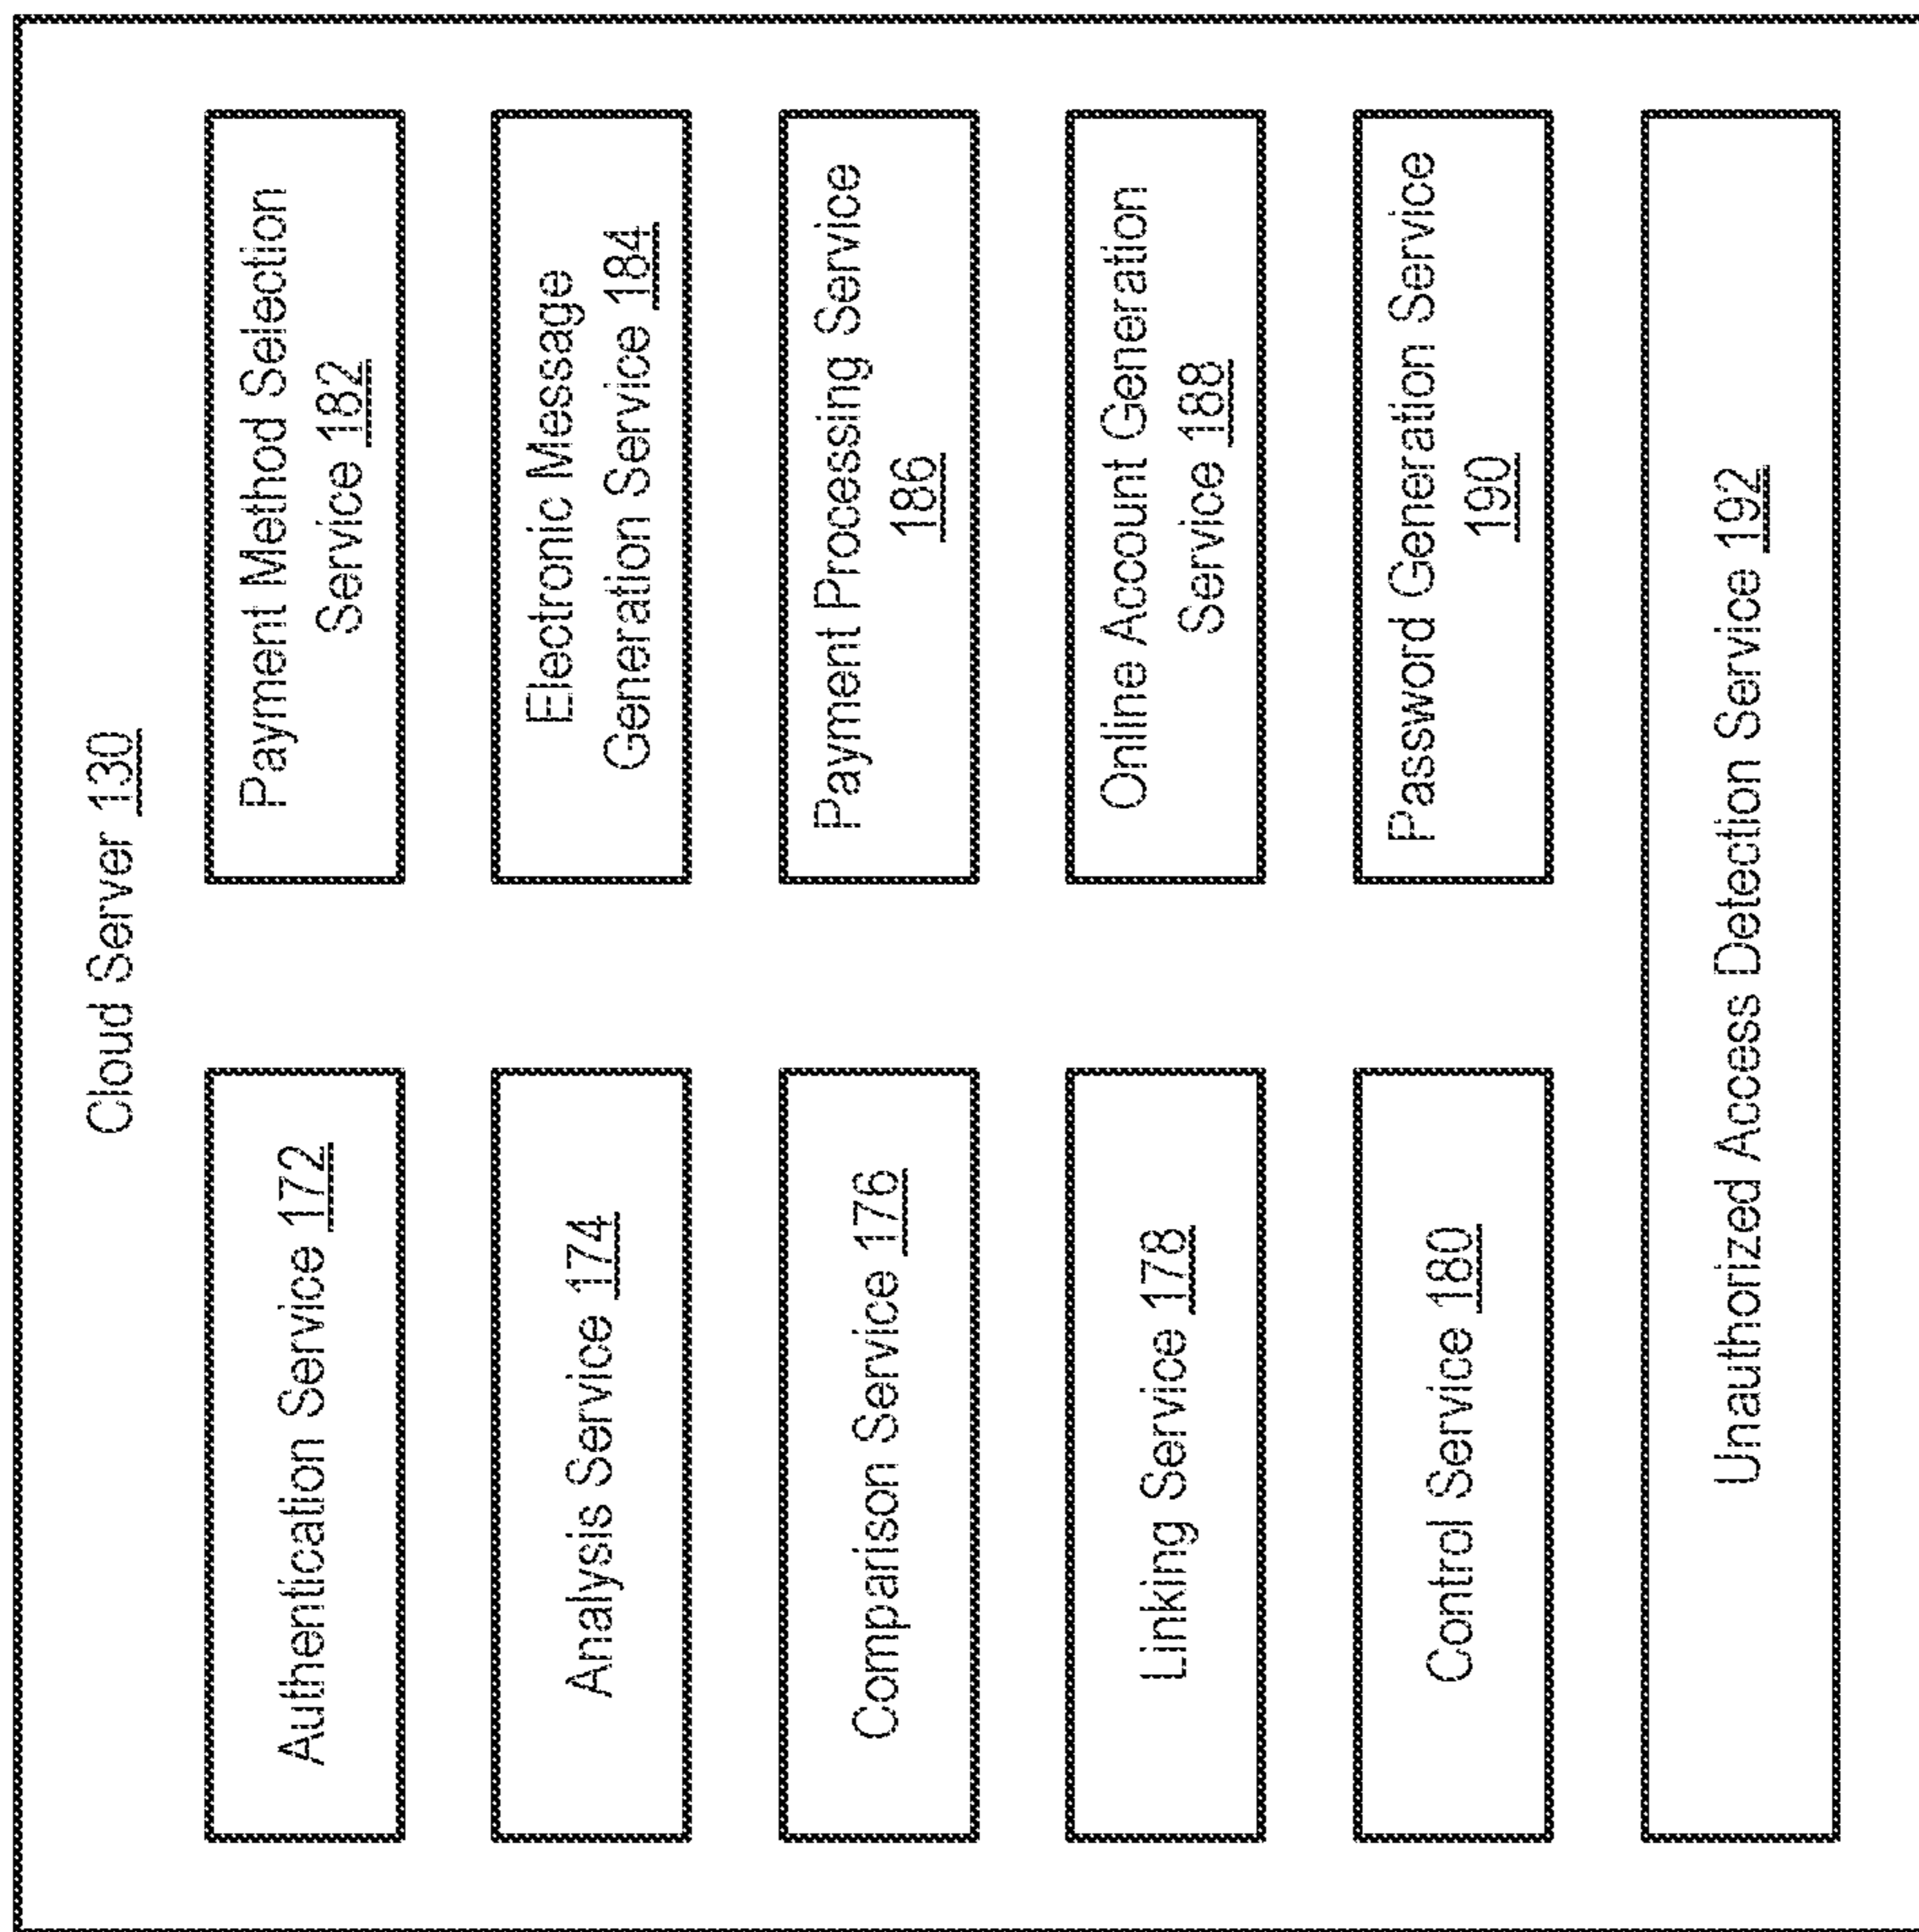 Cloud Server 130
Authentication Service 172
Payment Method Selection
Service 182
Analysis Service 174
Electronic Message
Generation Service 184
Comparison Service 176
Payment Processing Service
186
Linking Service 178
Online Account Generation
Service 188
Control Service 180
Password Generation Service
190
Unauthorized Access Detection Service 192